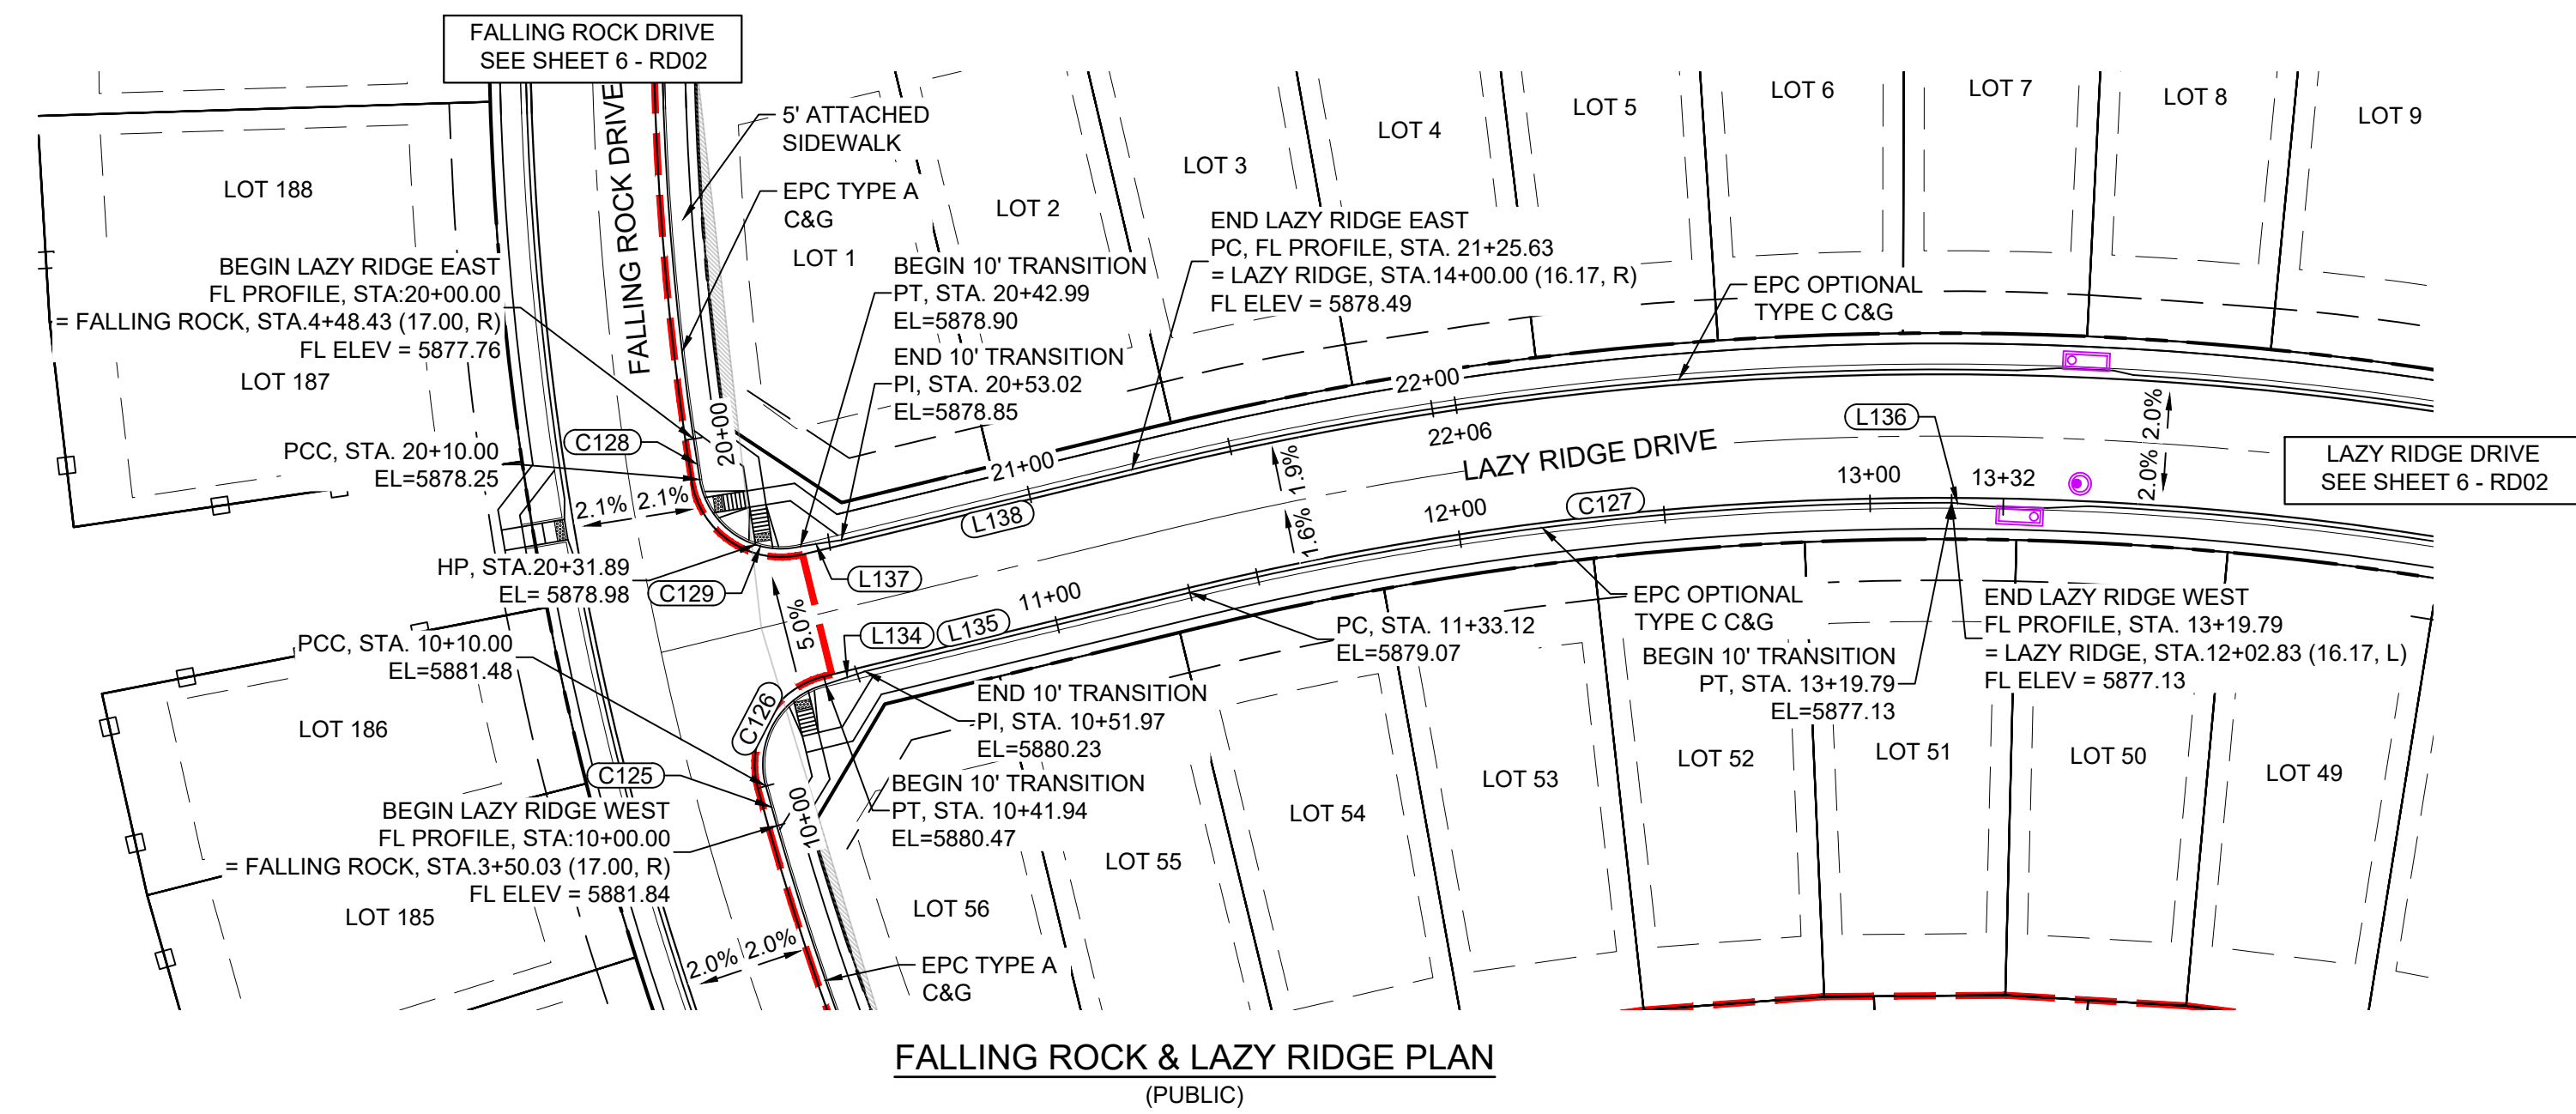 FALLING ROCK DRIVE
SEE SHEET 6 - RD02
5' ATTACHED
SIDEWALK
EPC TYPE A
C&G
FALLING ROCK DRIVE
LOT 188
LOT 187
LOT 1
LOT 2
LOT 3
LOT 4
LOT 5
LOT 6
LOT 7
LOT 8
LOT 9
BEGIN LAZY RIDGE EAST
FL PROFILE, STA:20+00.00
= FALLING ROCK, STA.4+48.43 (17.00, R)
FL ELEV = 5877.76
BEGIN 10' TRANSITION
PT, STA. 20+42.99
EL=5878.90
END 10' TRANSITION
PI, STA. 20+53.02
EL=5878.85
END LAZY RIDGE EAST
PC, FL PROFILE, STA. 21+25.63
= LAZY RIDGE, STA.14+00.00 (16.17, R)
FL ELEV = 5878.49
EPC OPTIONAL
TYPE C C&G
PCC, STA. 20+10.00
EL=5878.25
C128
20+00
21+00
22+00
22+06
LAZY RIDGE DRIVE
L136
13+00
13+32
2.0% 2.0%
LAZY RIDGE DRIVE
SEE SHEET 6 - RD02
2.1% 2.1%
L138
1.6% 1.9%
12+00
C127
HP, STA.20+31.89
EL= 5878.98
C129
L137
5.0%
11+00
L134
L135
PCC, STA. 10+10.00
EL=5881.48
C126
PC, STA. 11+33.12
EL=5879.07
EPC OPTIONAL
TYPE C C&G
END LAZY RIDGE WEST
FL PROFILE, STA. 13+19.79
= LAZY RIDGE, STA.12+02.83 (16.17, L)
FL ELEV = 5877.13
BEGIN 10' TRANSITION
PT, STA. 13+19.79
EL=5877.13
END 10' TRANSITION
PI, STA. 10+51.97
EL=5880.23
BEGIN 10' TRANSITION
PT, STA. 10+41.94
EL=5880.47
LOT 186
C125
10+00
BEGIN LAZY RIDGE WEST
FL PROFILE, STA:10+00.00
= FALLING ROCK, STA.3+50.03 (17.00, R)
FL ELEV = 5881.84
LOT 185
2.0% 2.0%
EPC TYPE A
C&G
LOT 56
LOT 55
LOT 54
LOT 53
LOT 52
LOT 51
LOT 50
LOT 49
FALLING ROCK & LAZY RIDGE PLAN
(PUBLIC)